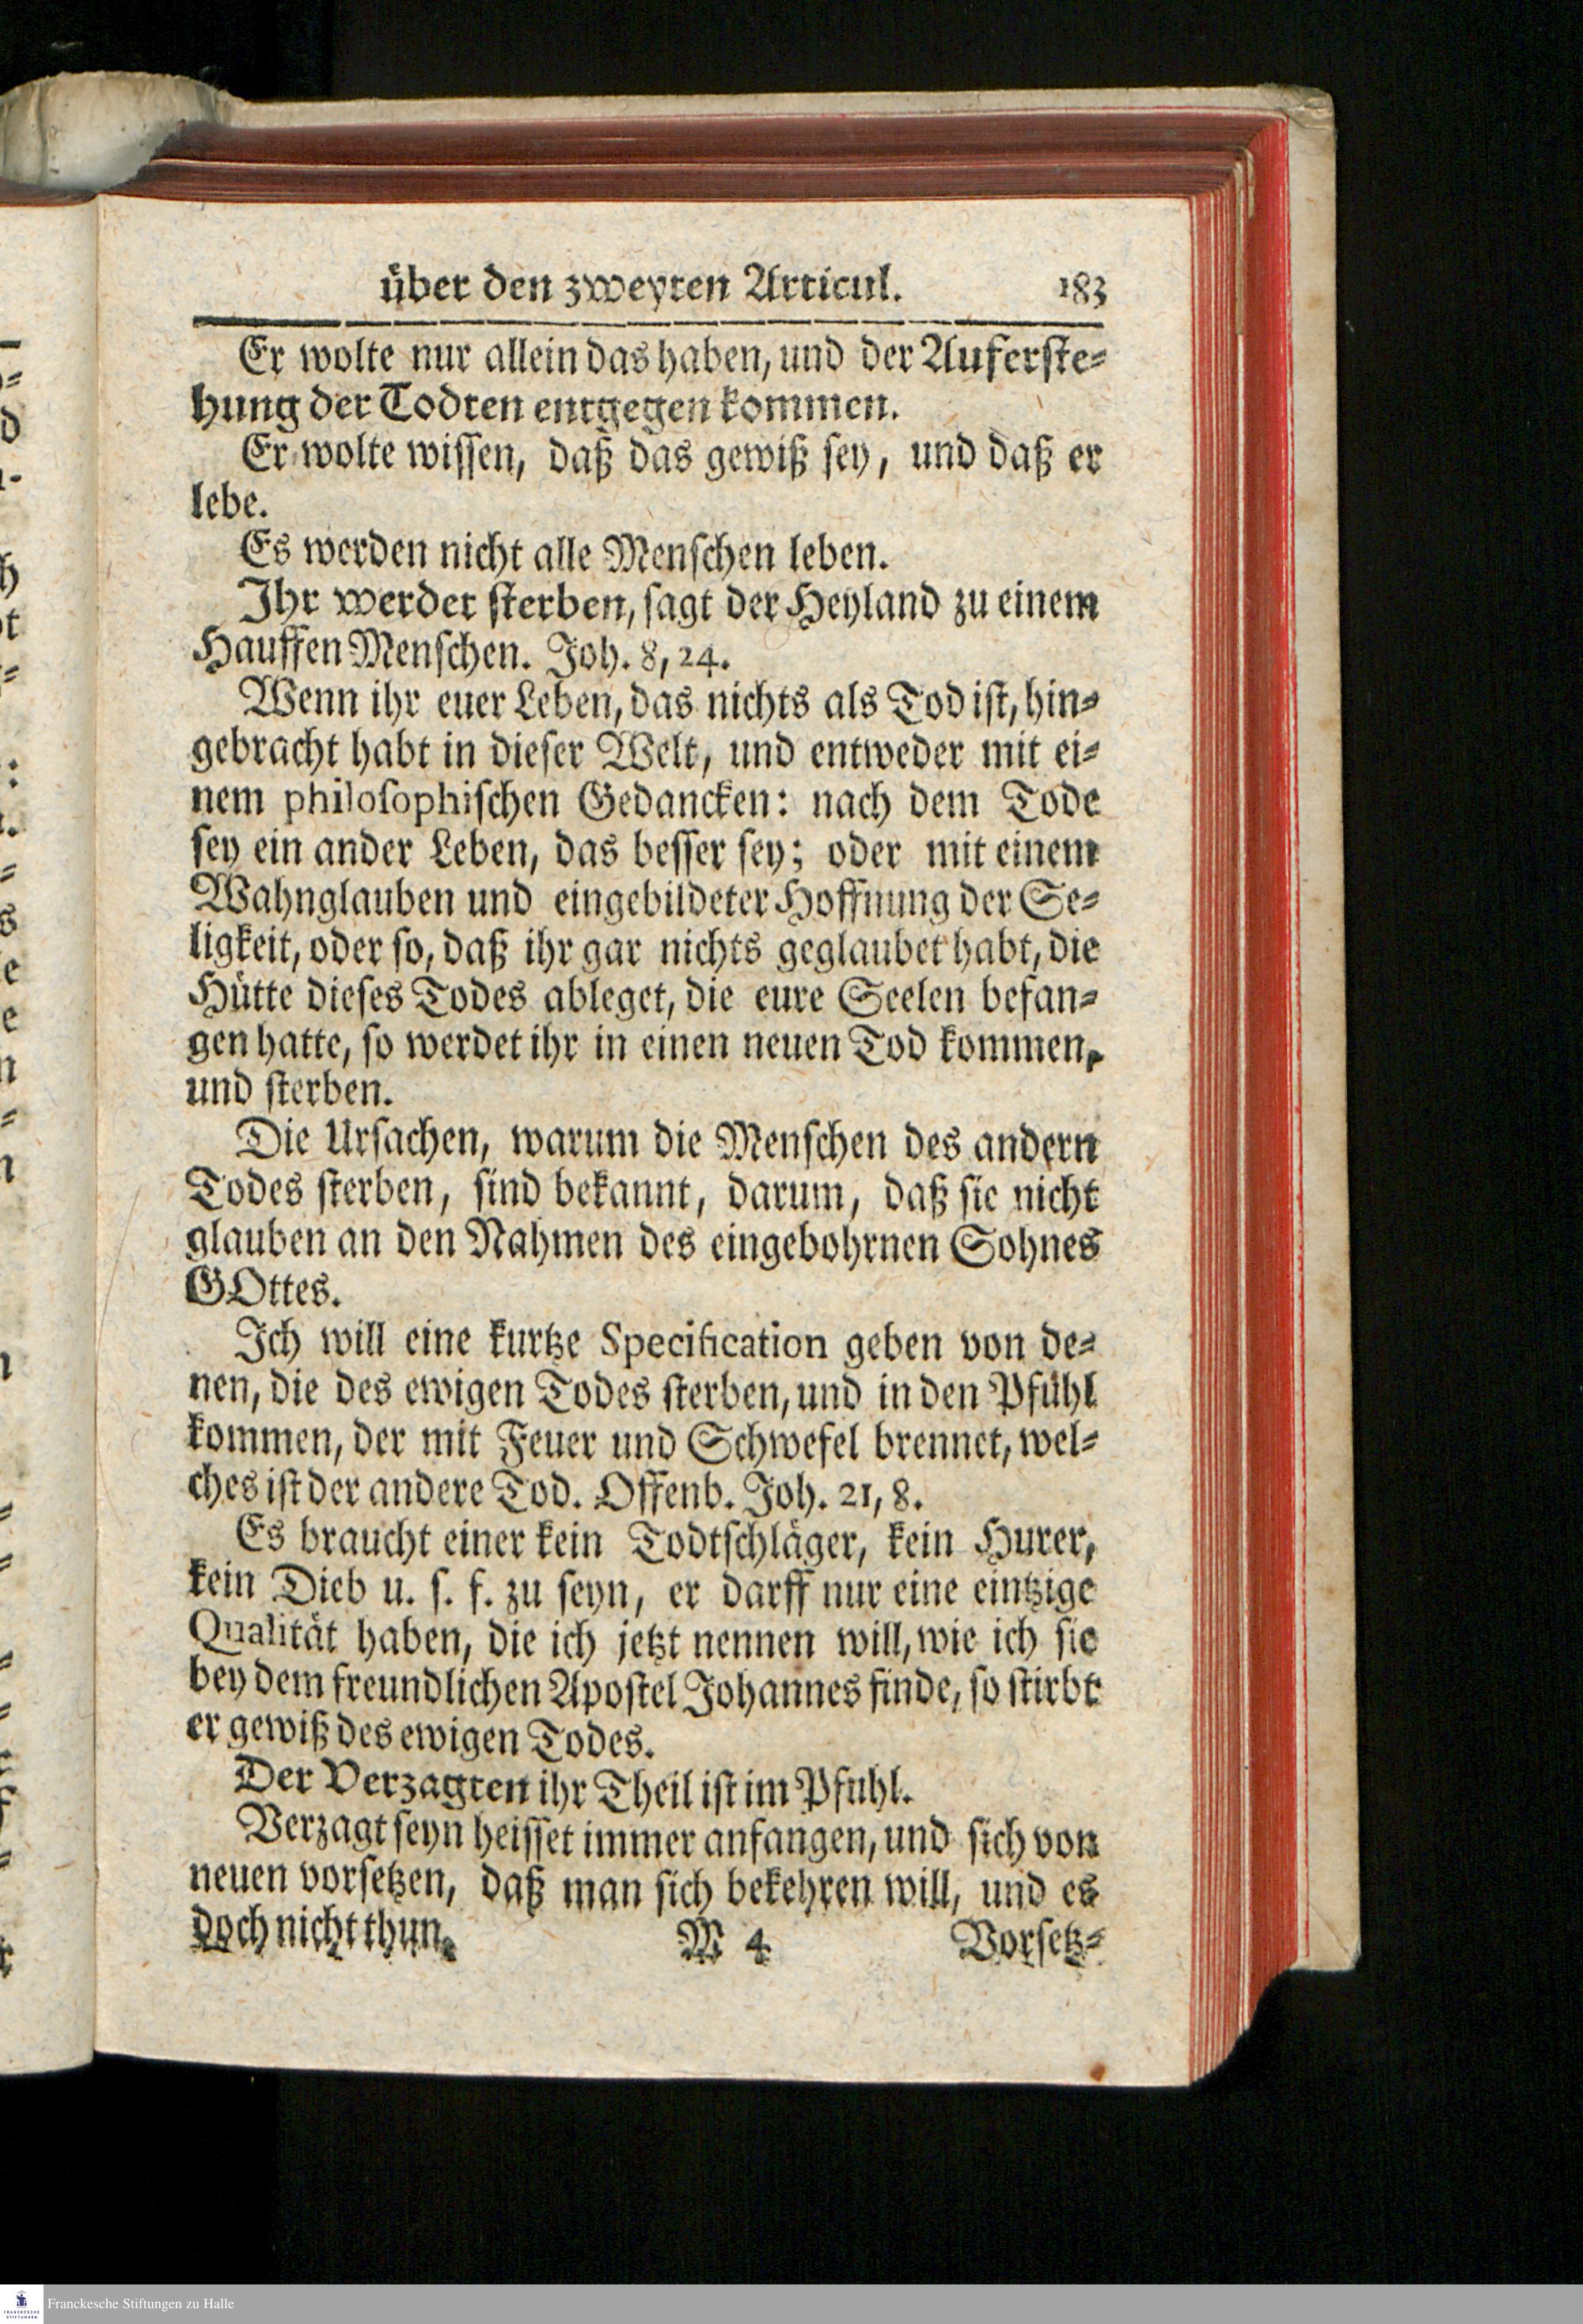 über den zweyten Articul. 183
Er wolte nur allein das haben, und der Auferste-
hung der Todten entgegen kommen.
Er wolte wissen, daß das gewiß sey, und daß er
lebe.
Es werden nicht alle Menschen leben.
Ihr werdet sterben, sagt der Heyland zu einem
Hauffen Menschen. Joh. 8, 24.
Wenn ihr euer Leben, das nichts als Tod ist, hin-
gebracht habt in dieser Welt, und entweder mit ei-
nem philosophischen Gedancken: nach dem Tode
sey ein ander Leben, das besser sey; oder mit einem
Wahnglauben und eingebildeter Hoffnung der Se-
ligkeit, oder so, daß ihr gar nichts geglaubet habt, die
Hütte dieses Todes ableget, die eure Seelen befan-
gen hatte, so werdet ihr in einen neuen Tod kommen,
und sterben.
Die Ursachen, warum die Menschen des andern
Todes sterben, sind bekannt, darum, daß sie nicht
glauben an den Nahmen des eingebohrnen Sohnes
GOttes.
Ich will eine kurtze Specification geben von de-
nen, die des ewigen Todes sterben, und in den Pfühl
kommen, der mit Feuer und Schwefel brennet, wel-
ches ist der andere Tod. Offenb. Joh. 21, 8.
Es braucht einer kein Todtschläger, kein Hurer,
kein Dieb u. s. f. zu seyn, er darff nur eine eintzige
Qualität haben, die ich jetzt nennen will, wie ich sie
bey dem freundlichen Apostel Johannes finde, so stirbt
er gewiß des ewigen Todes.
Der Verzagten ihr Theil ist im Pfuhl.
Verzagt seyn heisset immer anfangen, und sich von
neuen vorsetzen, daß man sich bekehren will, und es
doch nicht thun.
M 4 Vorsetz-
Franckesche Stiftungen zu Halle